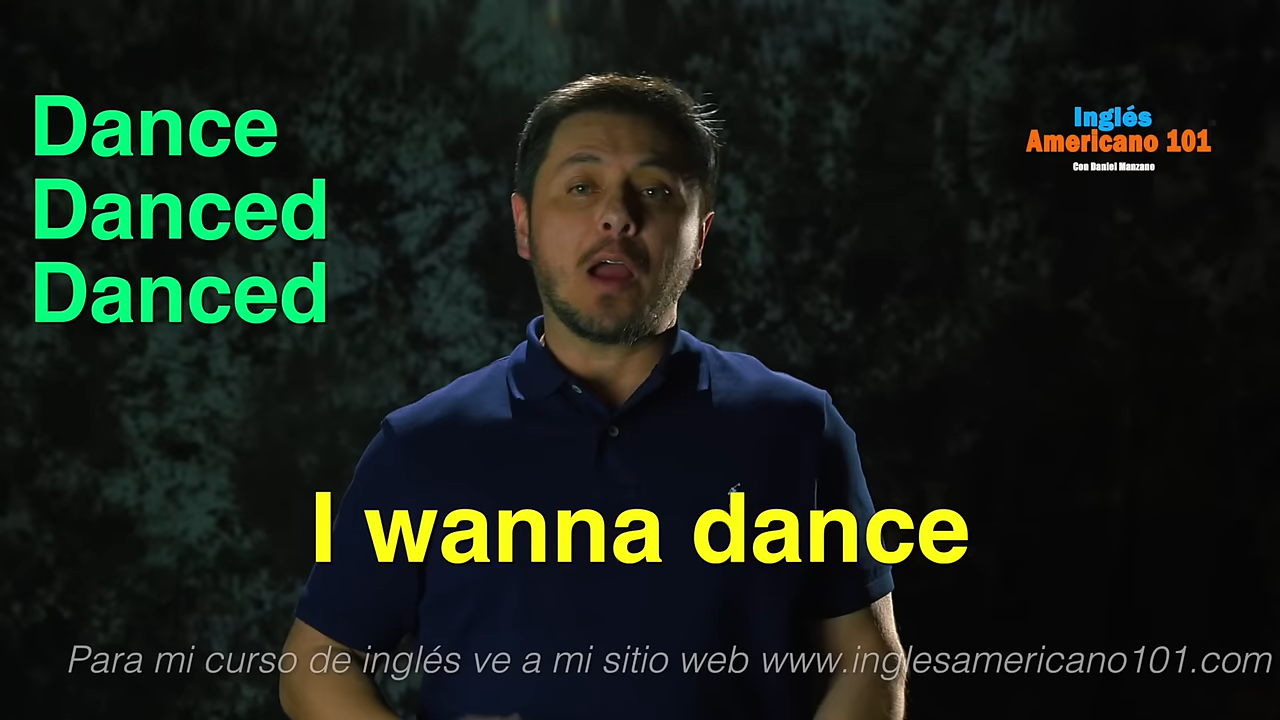 Dance
Danced
Danced
Inglés
Americano 101
Con Daniel Manzano
I wanna dance
Para mi curso de inglés ve a mi sitio web www.inglesamericano101.com